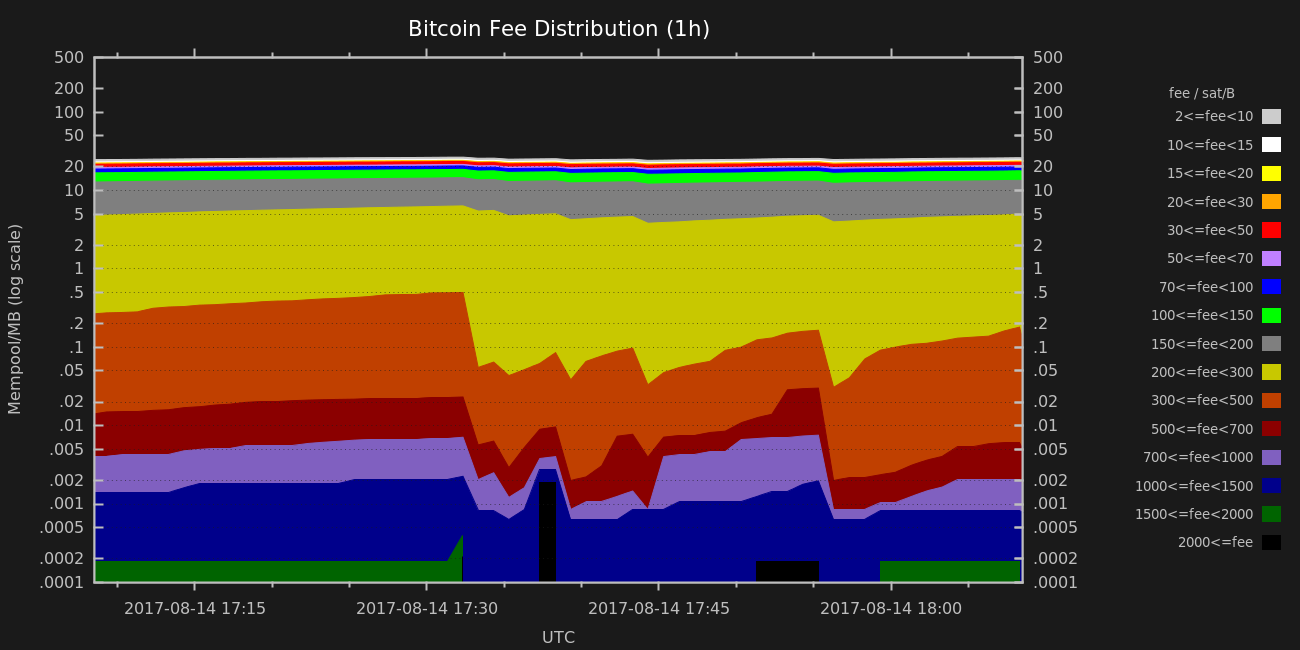 Bitcoin Fee Distribution (1h)
500
200
100
50
20
10
5
2
1
.5
.2
.1
.05
.02
.01
.005
.002
.001
.0005
.0002
.0001
Mempool/MB (log scale)
500
200
100
50
20
10
5
2
1
.5
.2
.1
.05
.02
.01
.005
.002
.001
.0005
.0002
.0001
2017-08-14 17:15
2017-08-14 17:30
2017-08-14 17:45
2017-08-14 18:00
UTC
fee / sat/B
2<=fee<10
10<=fee<15
15<=fee<20
20<=fee<30
30<=fee<50
50<=fee<70
70<=fee<100
100<=fee<150
150<=fee<200
200<=fee<300
300<=fee<500
500<=fee<700
700<=fee<1000
1000<=fee<1500
1500<=fee<2000
2000<=fee